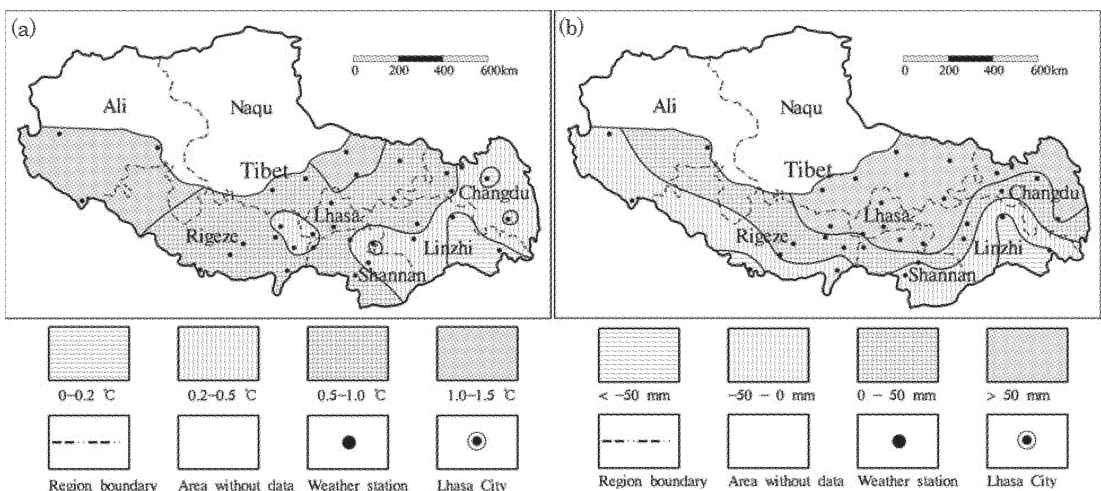 (a)
0 200 400 600km
Ali
Naqu
Tibet
Changdu
Lhasa
Rigeze
Linzhi
Shannan
0-0.2 ℃
0.2-0.5 ℃
0.5-1.0 ℃
1.0-1.5 ℃
Region boundary
Area without data
Weather station
Lhasa City
(b)
0 200 400 600km
Ali
Naqu
Tibet
Changdu
Lhasa
Rigeze
Linzhi
Shannan
< -50 mm
-50 - 0 mm
0 - 50 mm
> 50 mm
Region boundary
Area without data
Weather station
Lhasa City